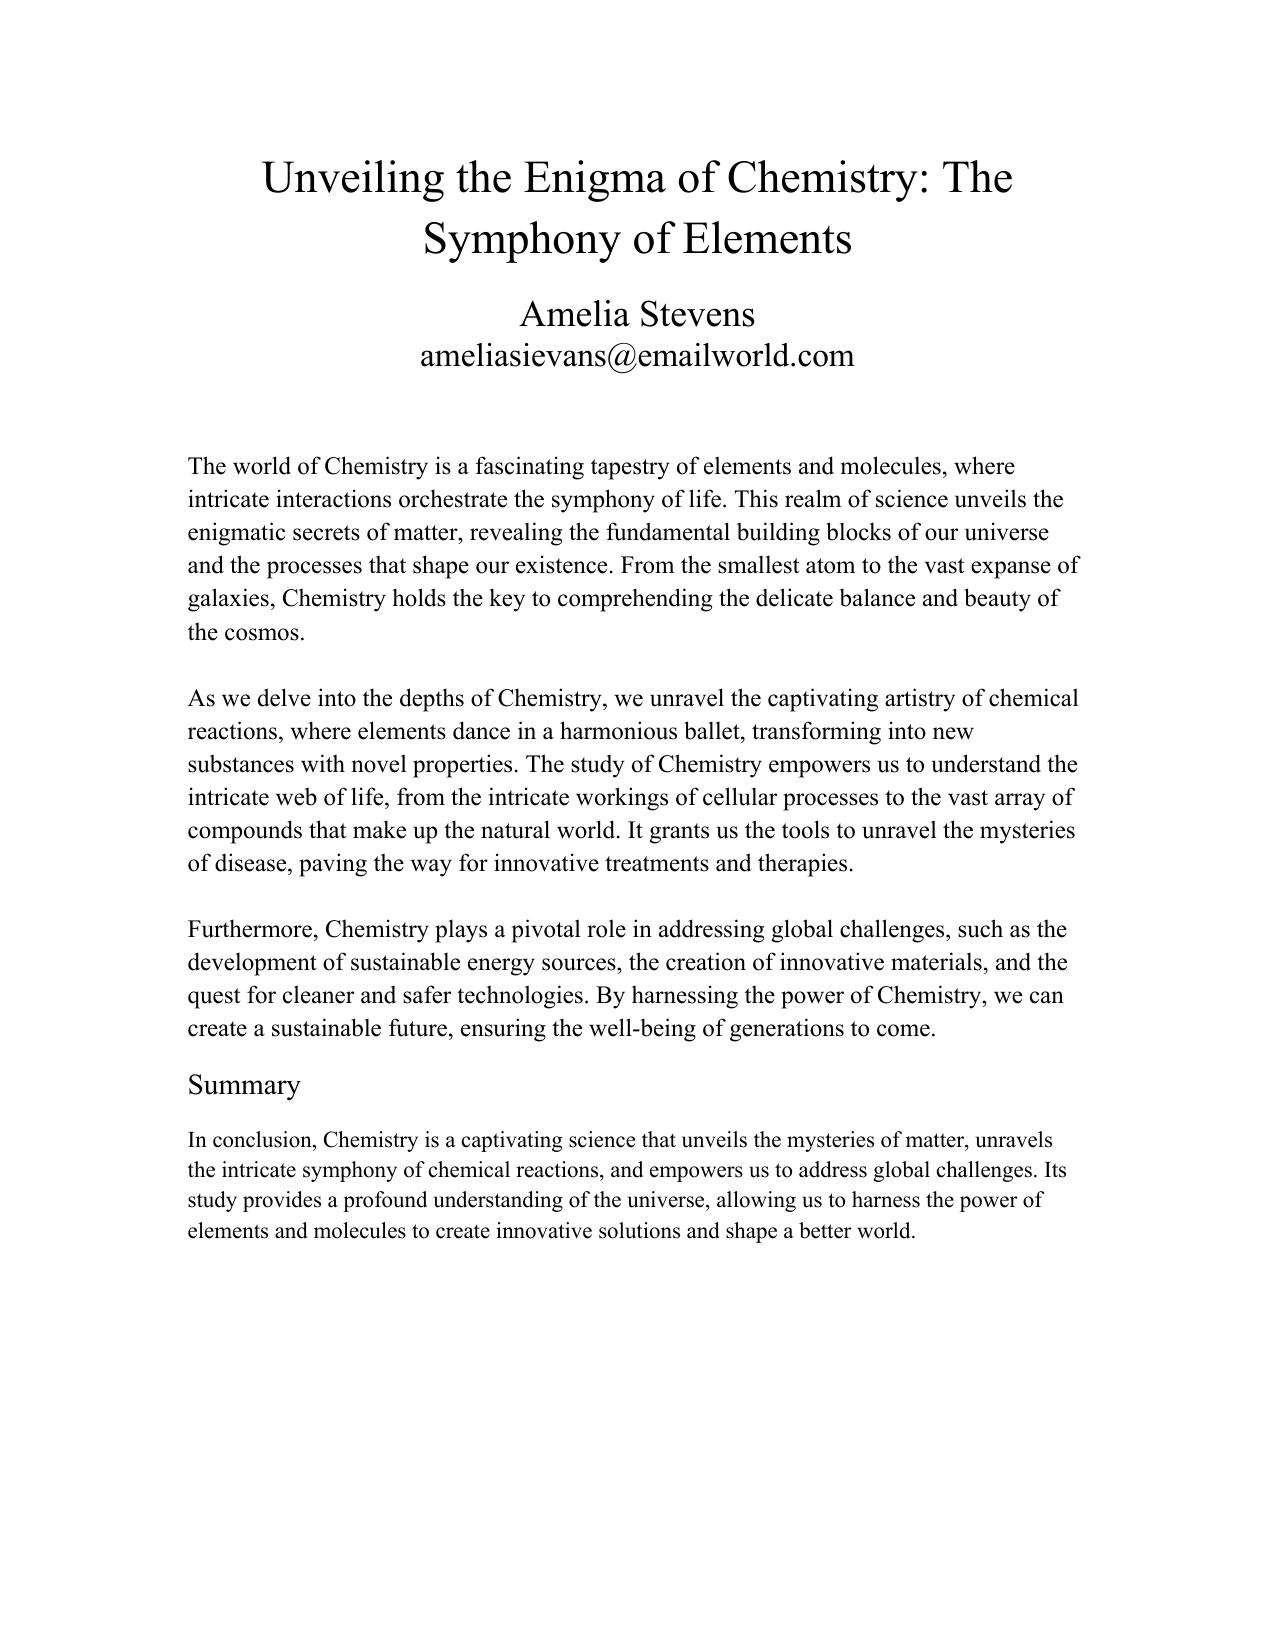 Unveiling the Enigma of Chemistry: The
Symphony of Elements
Amelia Stevens
ameliasievans@emailworld.com
The world of Chemistry is a fascinating tapestry of elements and molecules, where
intricate interactions orchestrate the symphony of life. This realm of science unveils the
enigmatic secrets of matter, revealing the fundamental building blocks of our universe
and the processes that shape our existence. From the smallest atom to the vast expanse of
galaxies, Chemistry holds the key to comprehending the delicate balance and beauty of
the cosmos.
As we delve into the depths of Chemistry, we unravel the captivating artistry of chemical
reactions, where elements dance in a harmonious ballet, transforming into new
substances with novel properties. The study of Chemistry empowers us to understand the
intricate web of life, from the intricate workings of cellular processes to the vast array of
compounds that make up the natural world. It grants us the tools to unravel the mysteries
of disease, paving the way for innovative treatments and therapies.
Furthermore, Chemistry plays a pivotal role in addressing global challenges, such as the
development of sustainable energy sources, the creation of innovative materials, and the
quest for cleaner and safer technologies. By harnessing the power of Chemistry, we can
create a sustainable future, ensuring the well-being of generations to come.
Summary
In conclusion, Chemistry is a captivating science that unveils the mysteries of matter, unravels
the intricate symphony of chemical reactions, and empowers us to address global challenges. Its
study provides a profound understanding of the universe, allowing us to harness the power of
elements and molecules to create innovative solutions and shape a better world.